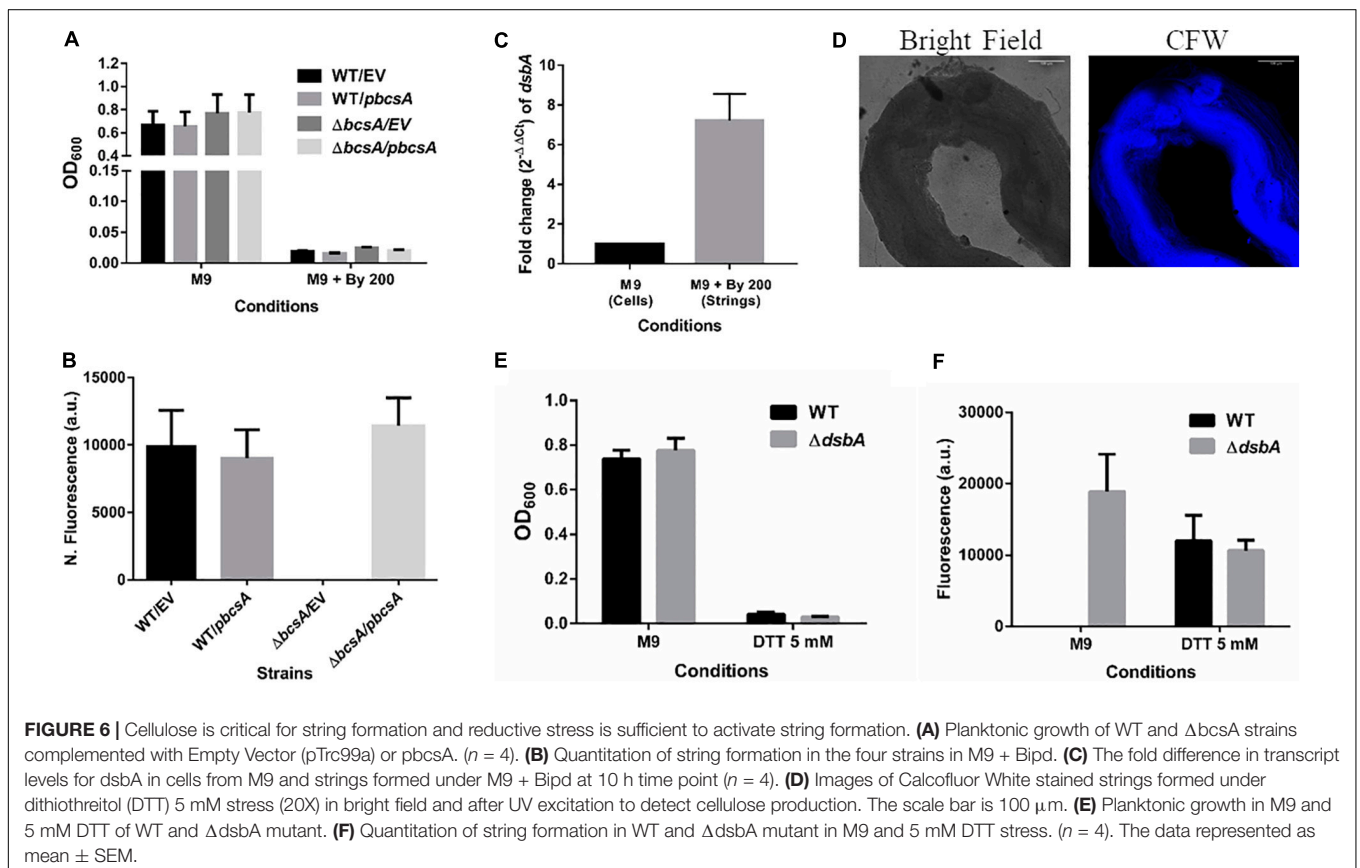 A
WT/EV
WT/pbcsA
ΔbcsA/EV
ΔbcsA/pbcsA
OD600
1.0
0.8
0.6
0.4
0.15
0.10
0.05
0.00
M9
M9 + By 200
Conditions
C
Fold change (2-ΔΔCt) of dsbA
10
8
6
4
2
0
M9
(Cells)
M9 + By 200
(Strings)
Conditions
D
Bright Field
CFW
B
N. Fluorescence (a.u.)
15000
10000
5000
0
WT/EV
WT/pbcsA
ΔbcsA/EV
ΔbcsA/pbcsA
Strains
E
WT
ΔdsbA
OD600
1.0
0.8
0.6
0.4
0.2
0.0
M9
DTT 5 mM
Conditions
F
WT
ΔdsbA
Fluorescence (a.u.)
30000
20000
10000
0
M9
DTT 5 mM
Conditions
FIGURE 6 | Cellulose is critical for string formation and reductive stress is sufficient to activate string formation. (A) Planktonic growth of WT and ΔbcsA strains
complemented with Empty Vector (pTrc99a) or pbcsA. (n = 4). (B) Quantitation of string formation in the four strains in M9 + Bipd. (C) The fold difference in transcript
levels for dsbA in cells from M9 and strings formed under M9 + Bipd at 10 h time point (n = 4). (D) Images of Calcofluor White stained strings formed under
dithiothreitol (DTT) 5 mM stress (20X) in bright field and after UV excitation to detect cellulose production. The scale bar is 100 μm. (E) Planktonic growth in M9 and
5 mM DTT of WT and ΔdsbA mutant. (F) Quantitation of string formation in WT and ΔdsbA mutant in M9 and 5 mM DTT stress. (n = 4). The data represented as
mean ± SEM.